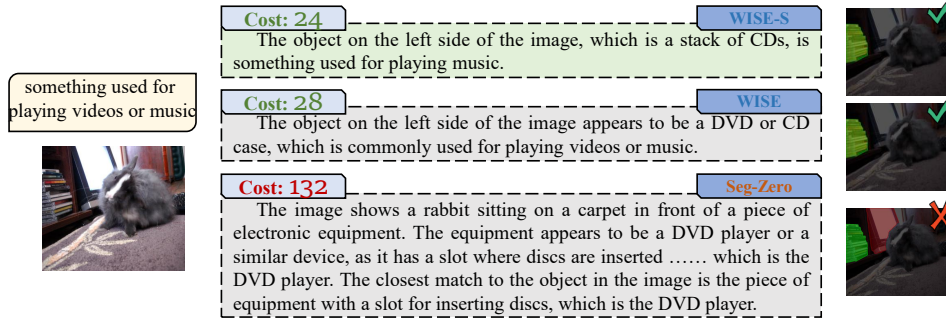 something used for
playing videos or music
Cost: 24
WISE-S
The object on the left side of the image, which is a stack of CDs, is
something used for playing music.
Cost: 28
WISE
The object on the left side of the image appears to be a DVD or CD
case, which is commonly used for playing videos or music.
Cost: 132
Seg-Zero
The image shows a rabbit sitting on a carpet in front of a piece of
electronic equipment. The equipment appears to be a DVD player or a
similar device, as it has a slot where discs are inserted …… which is the
DVD player. The closest match to the object in the image is the piece of
equipment with a slot for inserting discs, which is the DVD player.